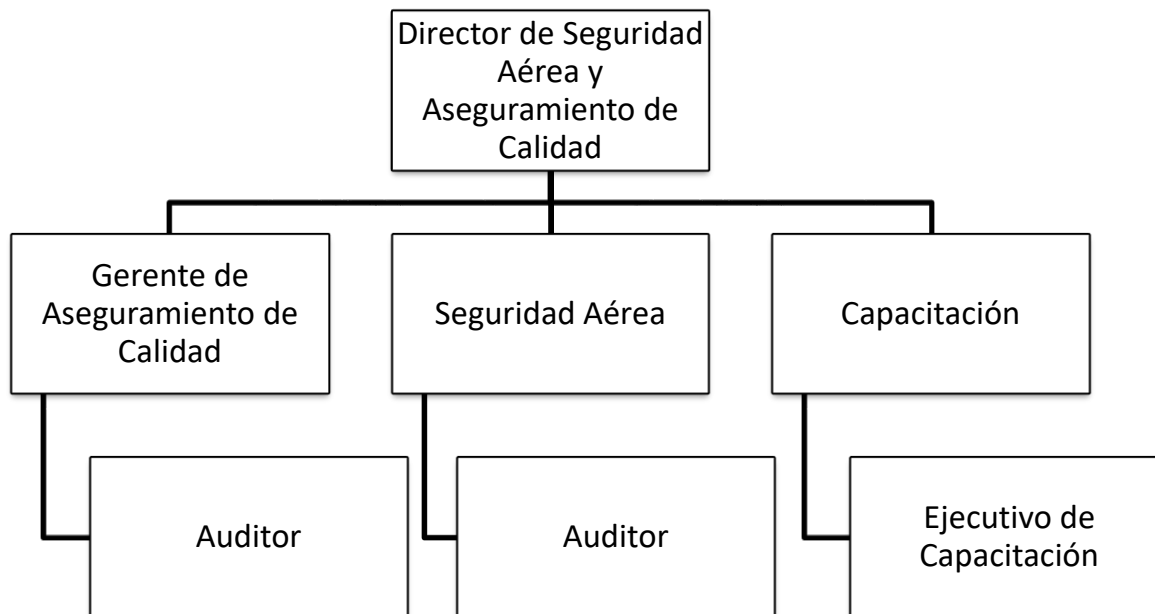 Director de Seguridad
Aérea y
Aseguramiento de
Calidad
Gerente de
Aseguramiento de
Calidad
Seguridad Aérea
Capacitación
Auditor
Auditor
Ejecutivo de
Capacitación